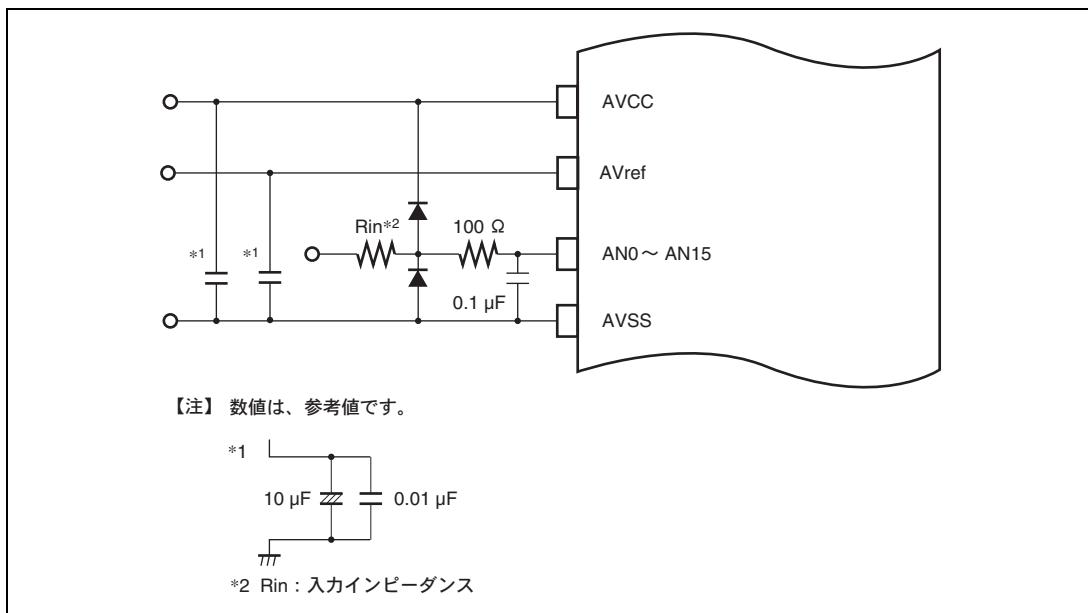 AVCC
AVref
Rin*2
100 Ω
*1
*1
AN0～ AN15
0.1 µF
AVSS
【注】 数値は、参考値です。
*1
10 µF
0.01 µF
*2 Rin：入力インピーダンス